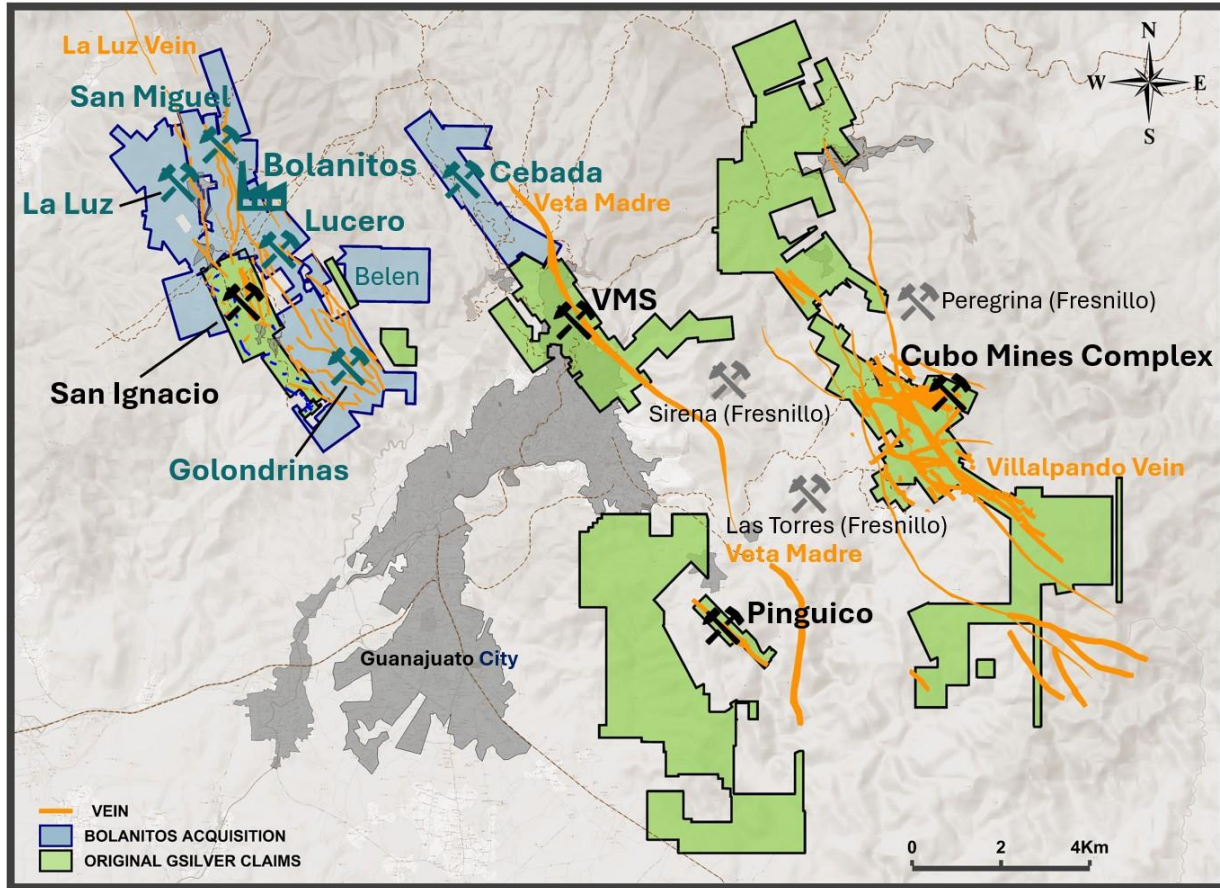 La Luz Vein
San Miguel
Bolanitos
La Luz
Lucero
Belen
San Ignacio
Golondrinas
Cebada
Veta Madre
VMS
N
W
E
S
Peregrina (Fresnillo)
Cubo Mines Complex
Sirena (Fresnillo)
Villalpando Vein
Las Torres (Fresnillo)
Veta Madre
Pinguico
Guanajuato City
VEIN
BOLANITOS ACQUISITION
ORIGINAL GSILVER CLAIMS
0 2 4Km